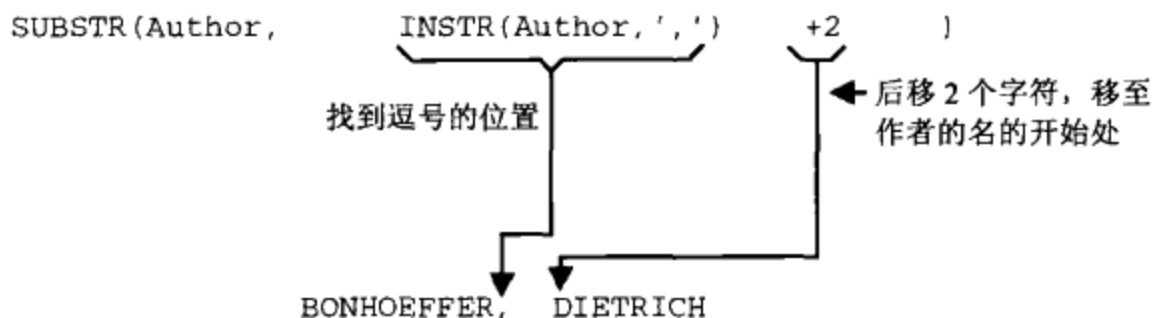 SUBSTR(Author, INSTR(Author,',') +2 )
找到逗号的位置
后移 2 个字符，移至
作者的名的开始处
BONHOEFFER, DIETRICH